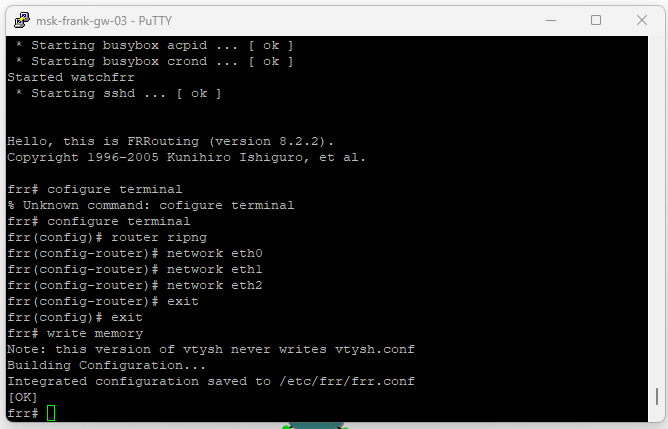 msk-frank-gw-03 - PuTTY
* Starting busybox acpid ... [ ok ]
* Starting busybox crond ... [ ok ]
Started watchfrr
* Starting sshd ... [ ok ]
Hello, this is FRRouting (version 8.2.2).
Copyright 1996-2005 Kunihiro Ishiguro, et al.
frr# cofigure terminal
% Unknown command: cofigure terminal
frr# configure terminal
frr(config)# router ripng
frr(config-router)# network eth0
frr(config-router)# network eth1
frr(config-router)# network eth2
frr(config-router)# exit
frr(config)# exit
frr# write memory
Note: this version of vtysh never writes vtysh.conf
Building Configuration...
Integrated configuration saved to /etc/frr/frr.conf
[OK]
frr#